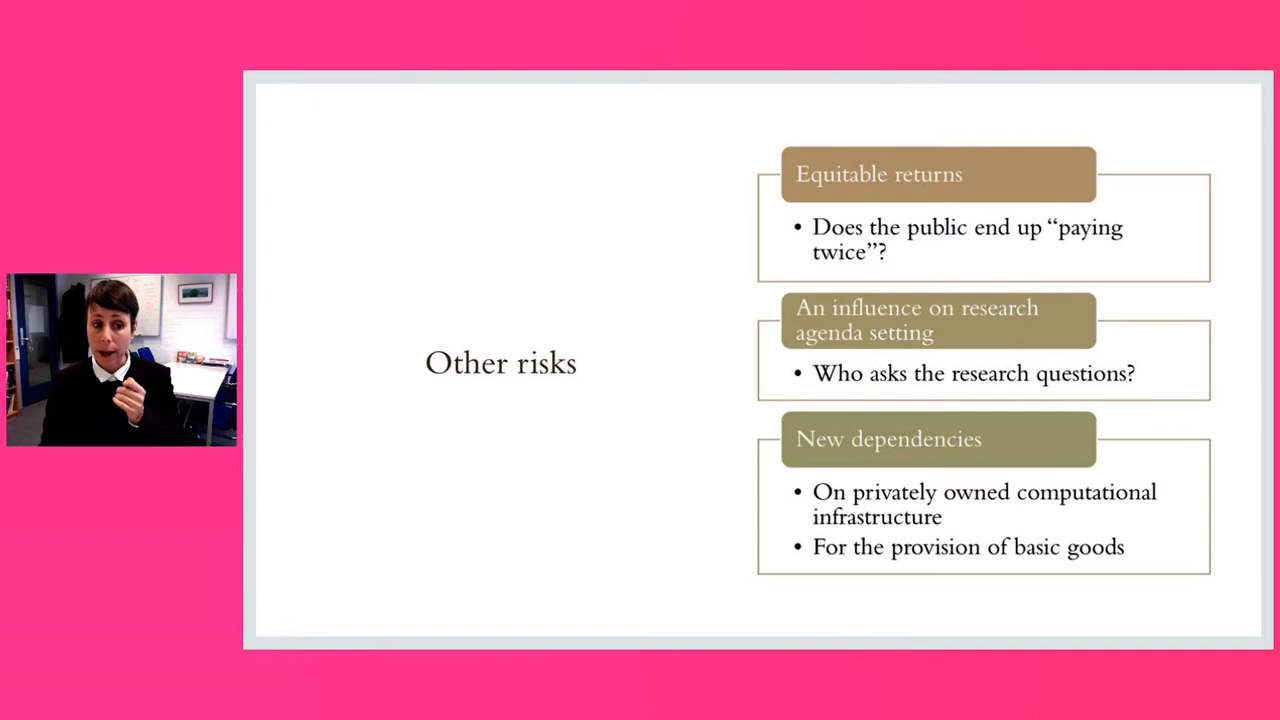 Other risks
Equitable returns
• Does the public end up “paying
twice”?
An influence on research
agenda setting
• Who asks the research questions?
New dependencies
• On privately owned computational
infrastructure
• For the provision of basic goods